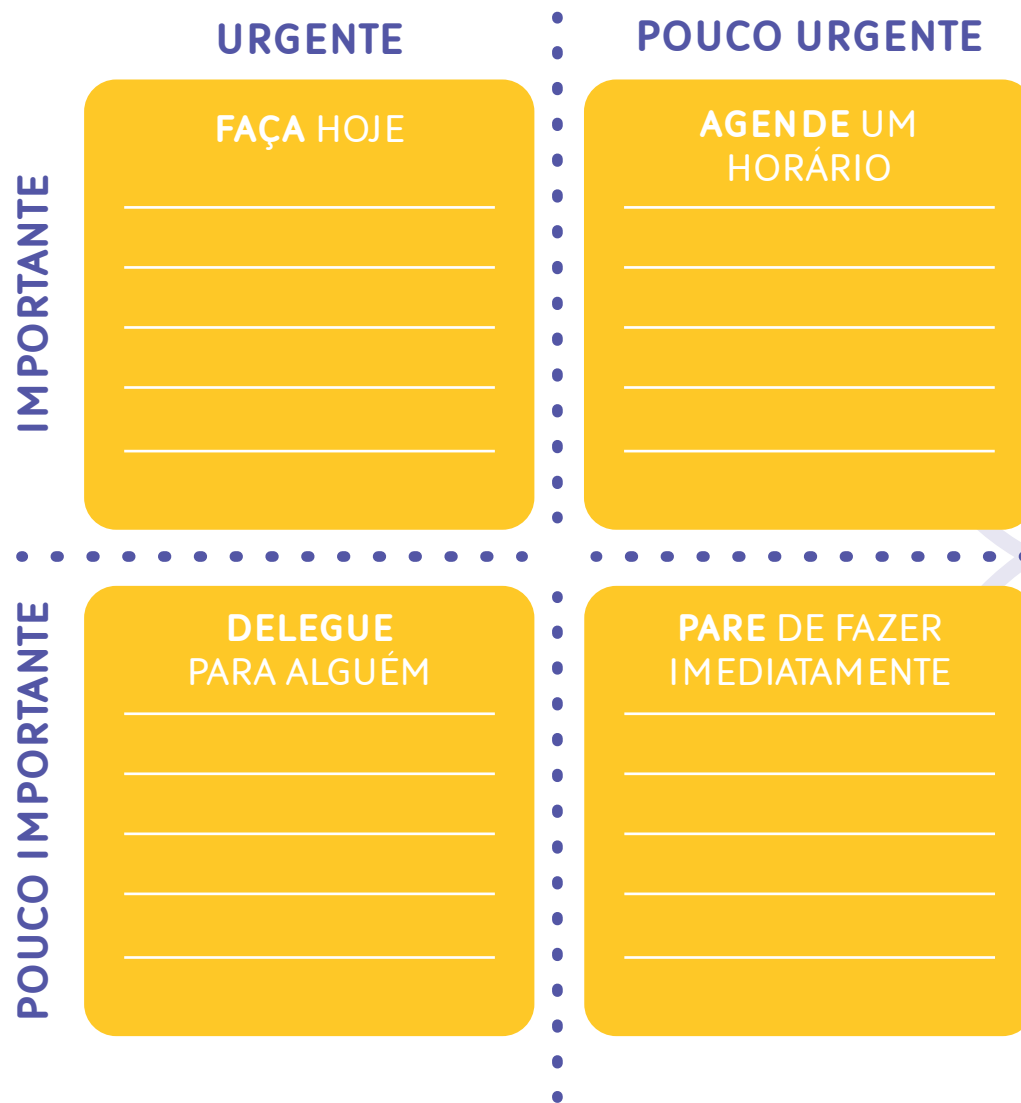 URGENTE
POUCO URGENTE
IMPORTANTE
FAÇA HOJE
AGENDE UM
HORÁRIO
POUCO IMPORTANTE
DELEGUE
PARA ALGUÉM
PARE DE FAZER
IMEDIATAMENTE